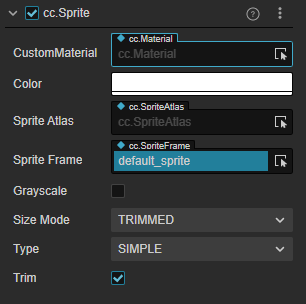 cc.Sprite
cc.Material
CustomMaterial cc.Material
Color
cc.SpriteAtlas
Sprite Atlas cc.SpriteAtlas
cc.SpriteFrame
Sprite Frame default_sprite
Grayscale
Size Mode TRIMMED
Type SIMPLE
Trim